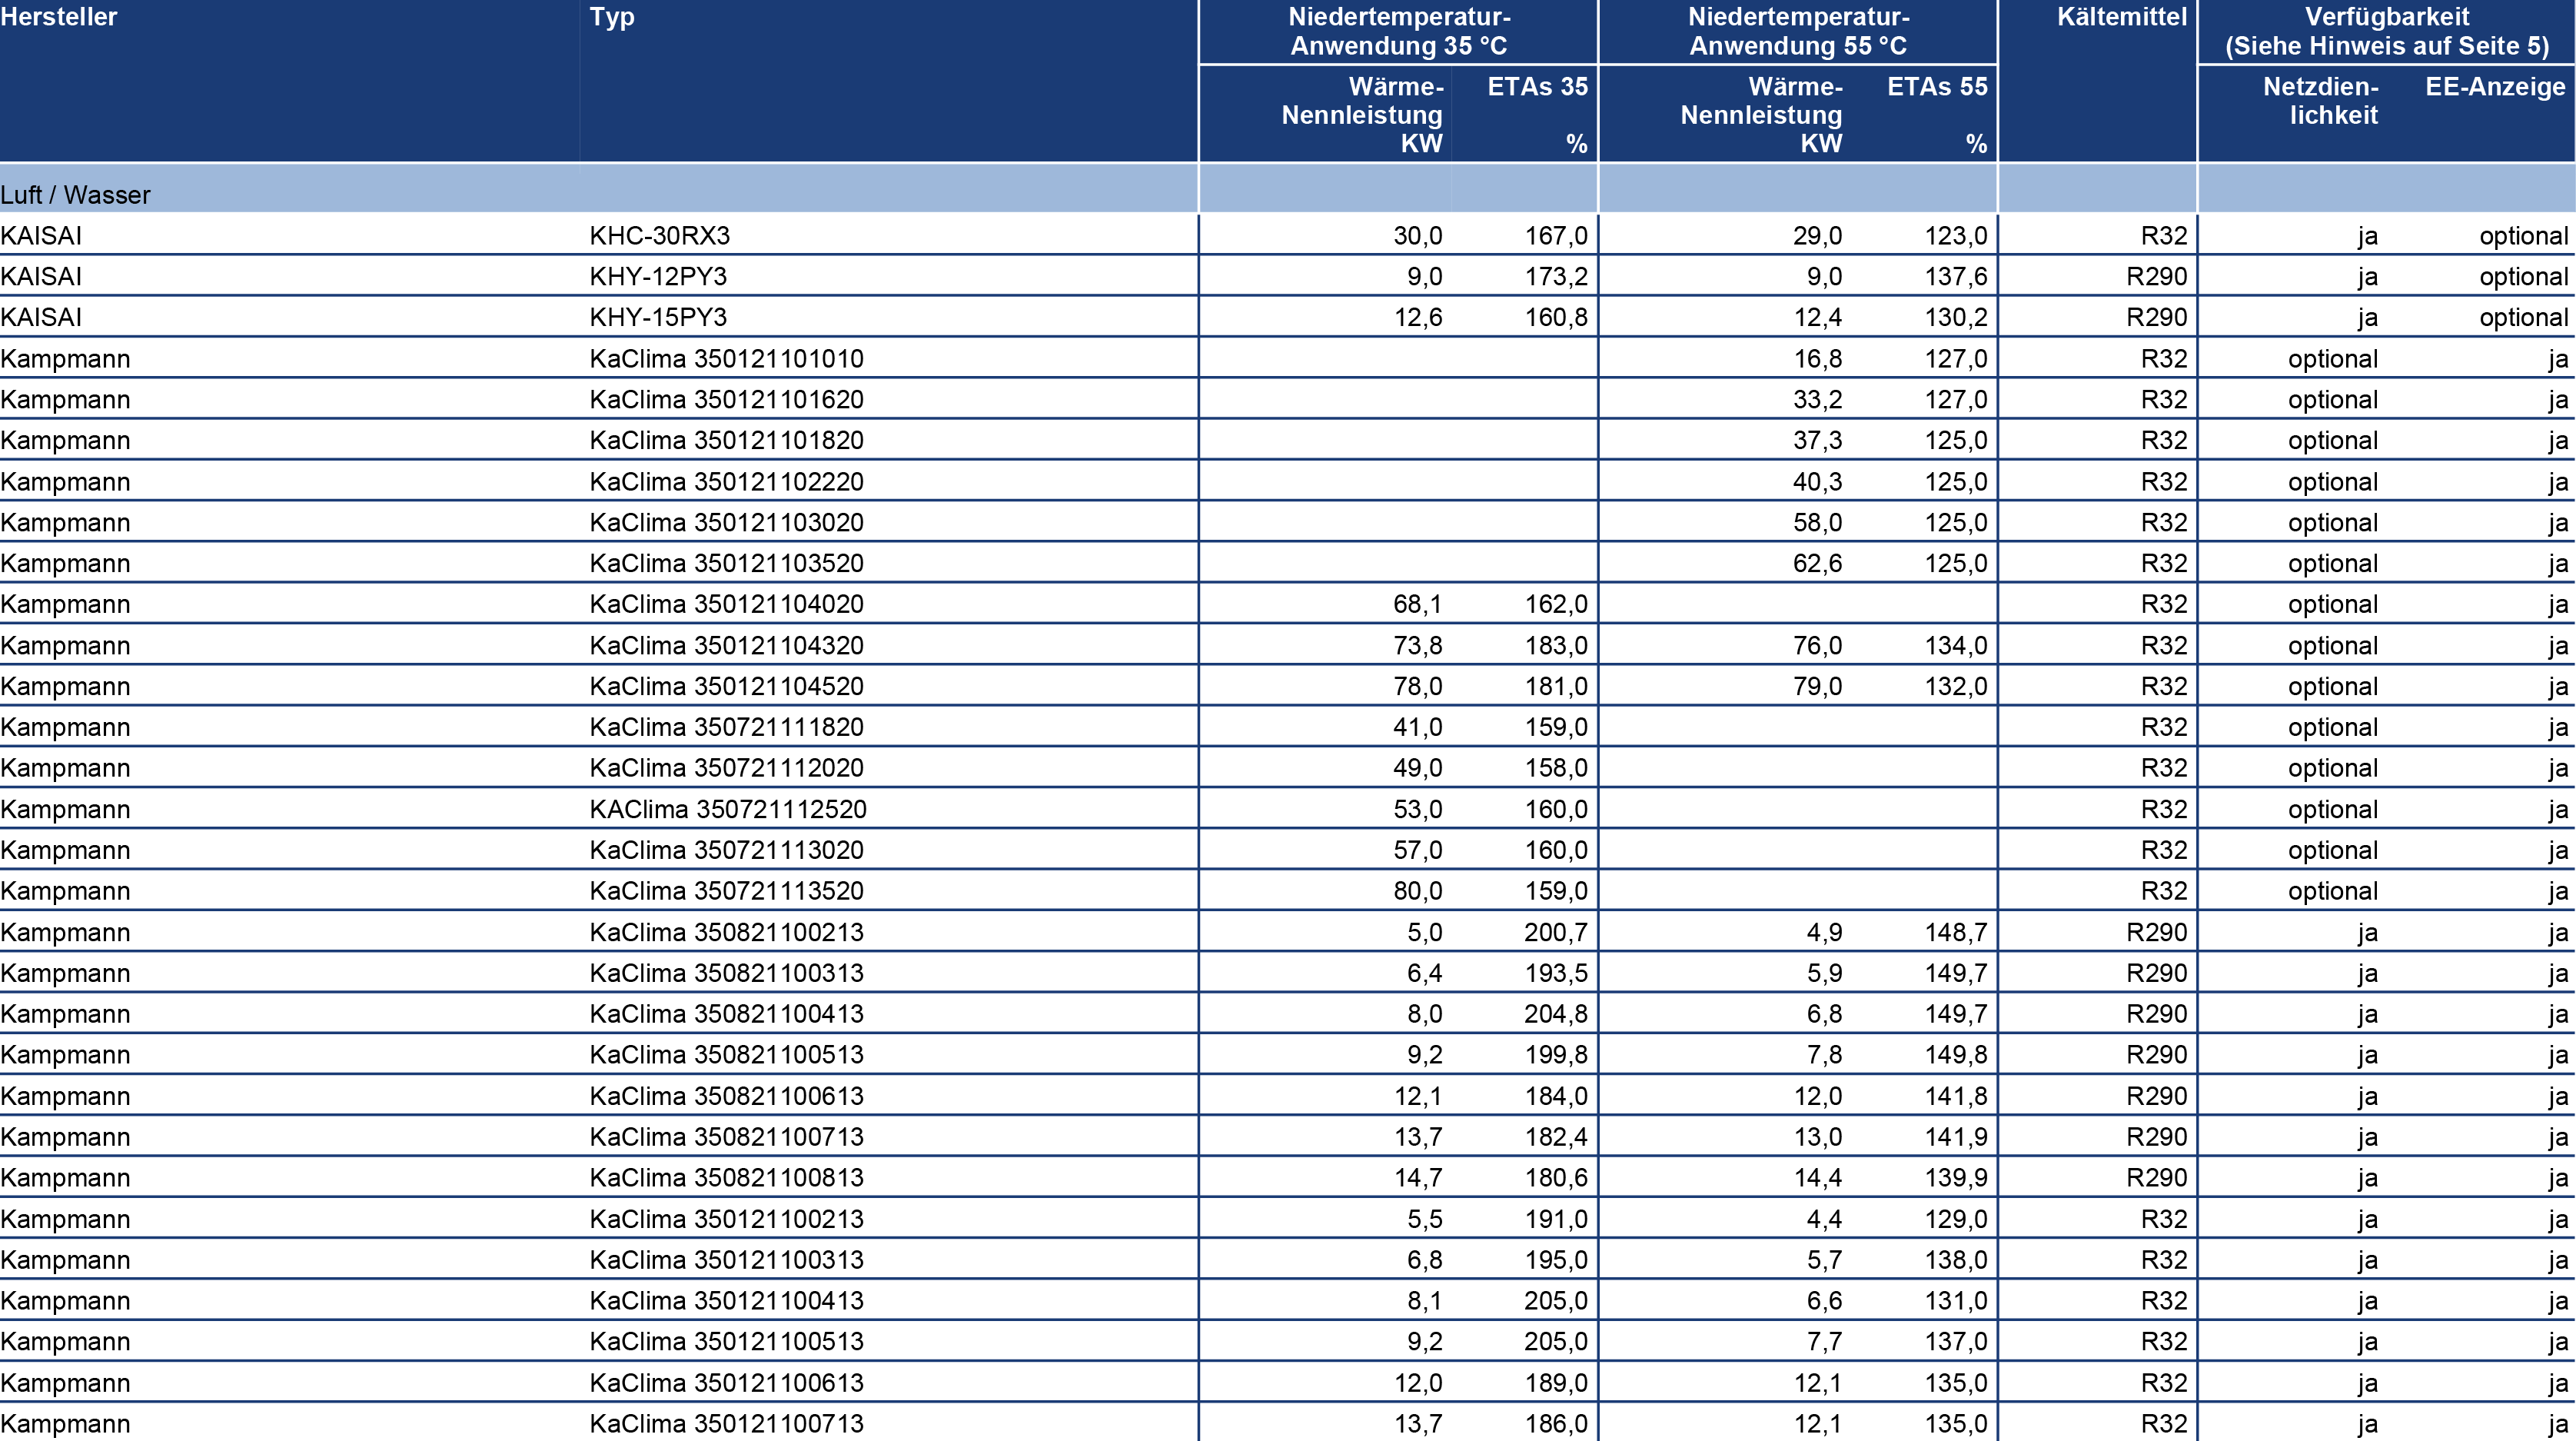 Hersteller Typ Niedertemperatur- Niedertemperatur- Kältemittel Verfügbarkeit
Anwendung 35 °C Anwendung 55 °C (Siehe Hinweis auf Seite 5)
Wärme- ETAs 35 Wärme- ETAs 55 Netzdien- EE-Anzeige
Nennleistung Nennleistung lichkeit
KW % KW %
Luft / Wasser
KAISAI KHC-30RX3 30,0 167,0 29,0 123,0 R32 ja optional
KAISAI KHY-12PY3 9,0 173,2 9,0 137,6 R290 ja optional
KAISAI KHY-15PY3 12,6 160,8 12,4 130,2 R290 ja optional
Kampmann KaClima 350121101010 16,8 127,0 R32 optional ja
Kampmann KaClima 350121101620 33,2 127,0 R32 optional ja
Kampmann KaClima 350121101820 37,3 125,0 R32 optional ja
Kampmann KaClima 350121102220 40,3 125,0 R32 optional ja
Kampmann KaClima 350121103020 58,0 125,0 R32 optional ja
Kampmann KaClima 350121103520 62,6 125,0 R32 optional ja
Kampmann KaClima 350121104020 68,1 162,0 R32 optional ja
Kampmann KaClima 350121104320 73,8 183,0 76,0 134,0 R32 optional ja
Kampmann KaClima 350121104520 78,0 181,0 79,0 132,0 R32 optional ja
Kampmann KaClima 350721111820 41,0 159,0 R32 optional ja
Kampmann KaClima 350721112020 49,0 158,0 R32 optional ja
Kampmann KAClima 350721112520 53,0 160,0 R32 optional ja
Kampmann KaClima 350721113020 57,0 160,0 R32 optional ja
Kampmann KaClima 350721113520 80,0 159,0 R32 optional ja
Kampmann KaClima 350821100213 5,0 200,7 4,9 148,7 R290 ja ja
Kampmann KaClima 350821100313 6,4 193,5 5,9 149,7 R290 ja ja
Kampmann KaClima 350821100413 8,0 204,8 6,8 149,7 R290 ja ja
Kampmann KaClima 350821100513 9,2 199,8 7,8 149,8 R290 ja ja
Kampmann KaClima 350821100613 12,1 184,0 12,0 141,8 R290 ja ja
Kampmann KaClima 350821100713 13,7 182,4 13,0 141,9 R290 ja ja
Kampmann KaClima 350821100813 14,7 180,6 14,4 139,9 R290 ja ja
Kampmann KaClima 350121100213 5,5 191,0 4,4 129,0 R32 ja ja
Kampmann KaClima 350121100313 6,8 195,0 5,7 138,0 R32 ja ja
Kampmann KaClima 350121100413 8,1 205,0 6,6 131,0 R32 ja ja
Kampmann KaClima 350121100513 9,2 205,0 7,7 137,0 R32 ja ja
Kampmann KaClima 350121100613 12,0 189,0 12,1 135,0 R32 ja ja
Kampmann KaClima 350121100713 13,7 186,0 12,1 135,0 R32 ja ja